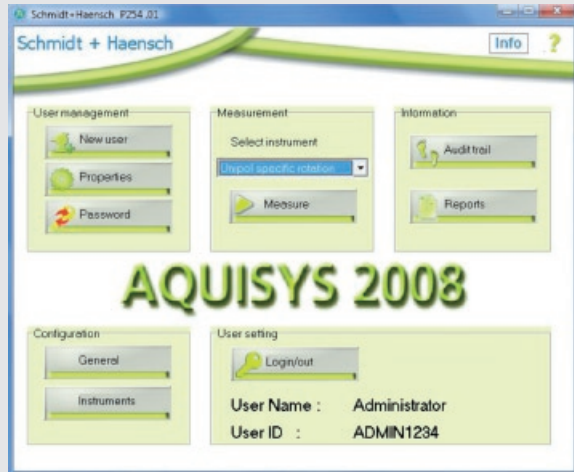 Schmidt+Haensch P254.01
Schmidt + Haensch
Info
?
User management
New user
Properties
Password
Measurement
Select instrument
Unipol specific rotation
Measure
Information
Audit trail
Reports
AQUISYS 2008
Configuration
General
Instruments
User setting
Login/out
User Name : Administrator
User ID : ADMIN1234